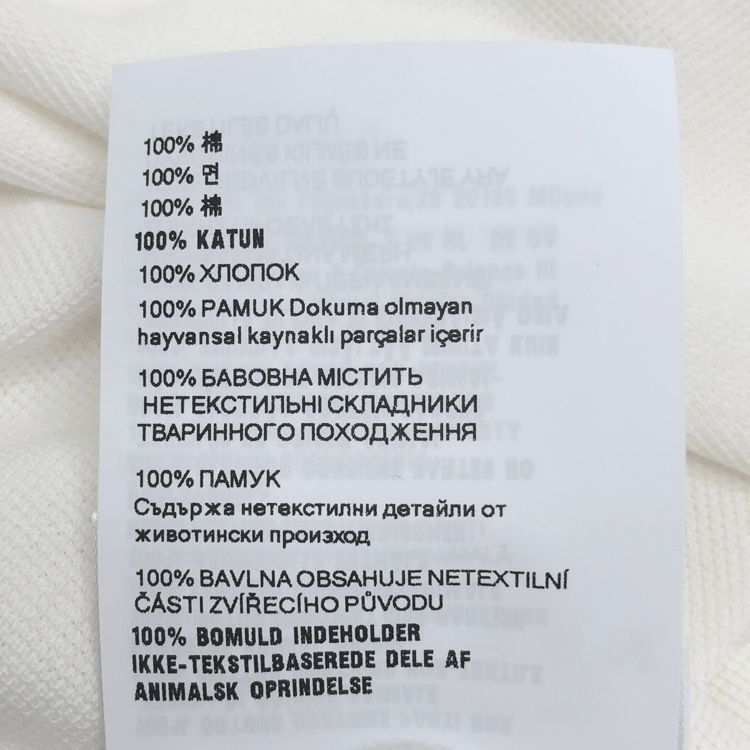 100% 棉
100% 면
100% 棉
100% KATUN
100% ХЛОПОК
100% PAMUK Dokuma olmayan
hayvansal kaynaklı parçalar içerir
100% БАВОВНА МІСТИТЬ
НЕТЕКСТИЛЬНІ СКЛАДНИКИ
ТВАРИННОГО ПОХОДЖЕННЯ
100% ПАМУК
Съдържа нетекстилни детайли от
животински произход
100% BAVLNA OBSAHUJE NETEXTILNÍ
ČÁSTI ZVÍŘECÍHO PŮVODU
100% BOMULD INDEHOLDER
IKKE-TEKSTILBASEREDE DELE AF
ANIMALSK OPRINDELSE